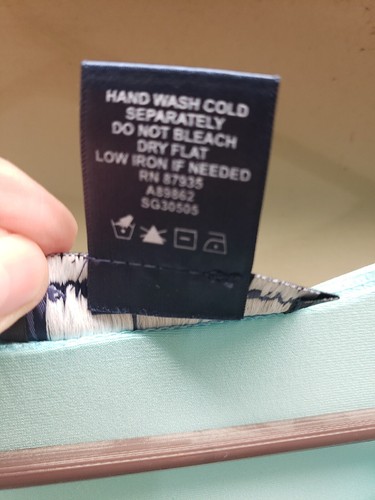 HAND WASH COLD
SEPARATELY
DO NOT BLEACH
DRY FLAT
LOW IRON IF NEEDED
RN 87935
A89862
SG30505